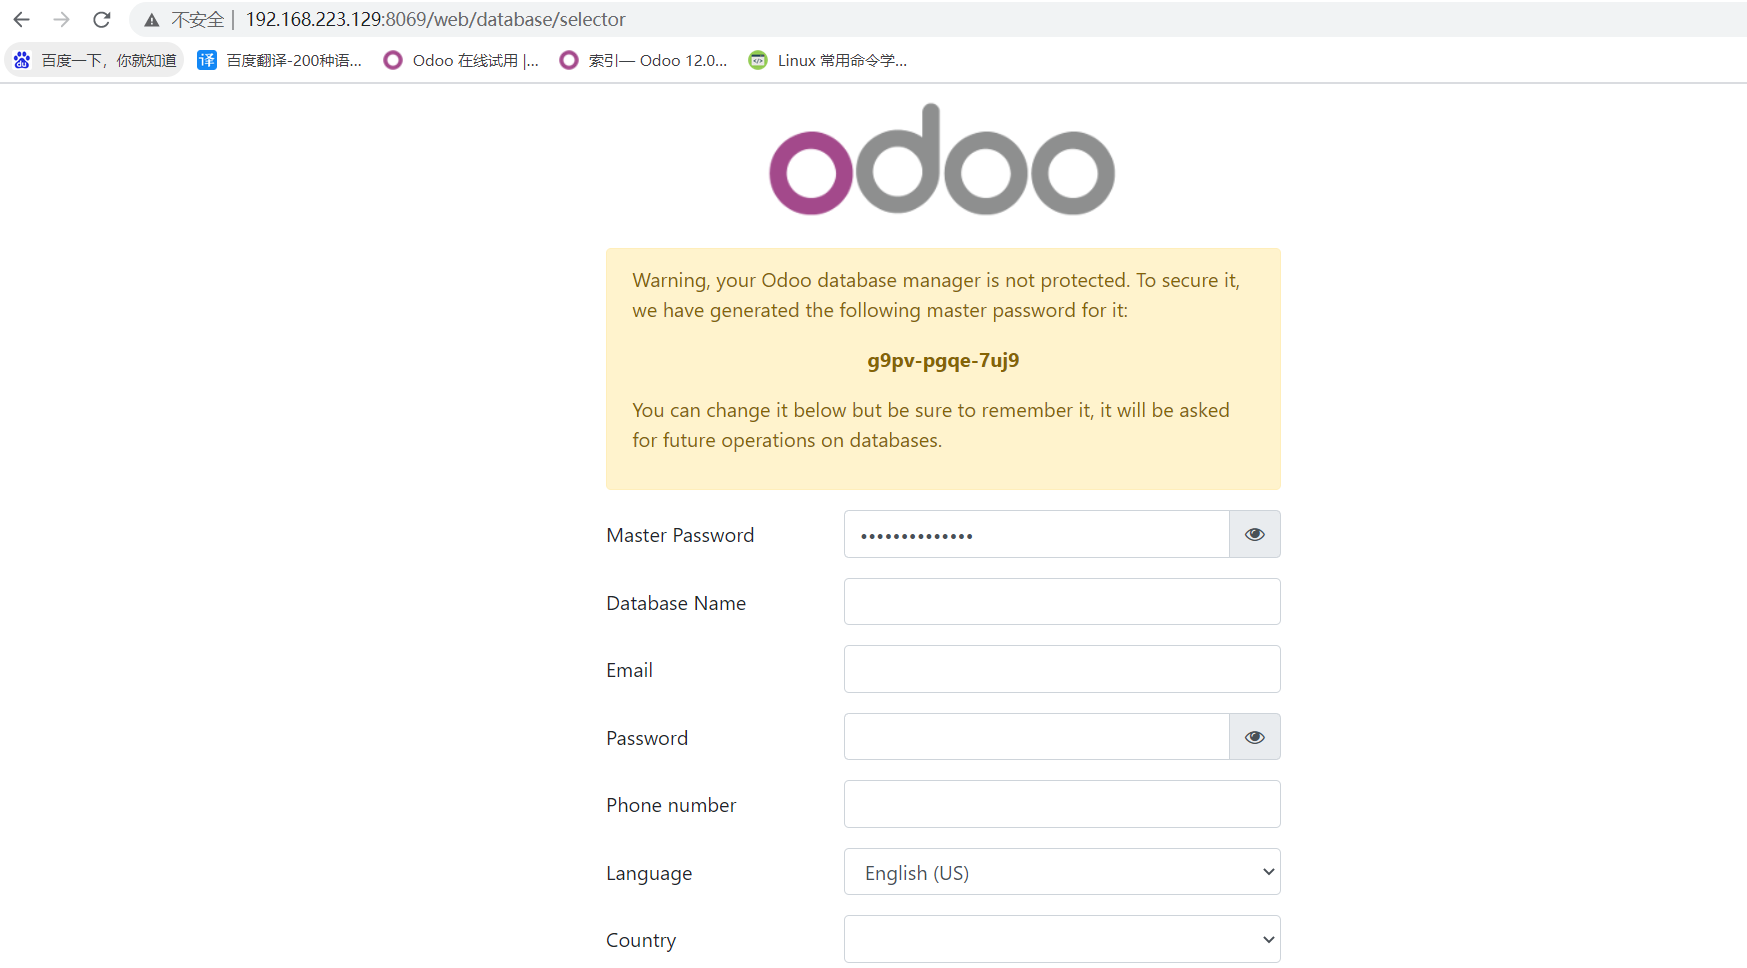 不安全 192.168.223.129:8069/web/database/selector
百度一下，你就知道 译 百度翻译-200种语... Odoo 在线试用 |... 索引— Odoo 12.0... Linux 常用命令学...
odoo
Warning, your Odoo database manager is not protected. To secure it,
we have generated the following master password for it:
g9pv-pgqe-7uj9
You can change it below but be sure to remember it, it will be asked
for future operations on databases.
Master Password ••••••••••••••
Database Name
Email
Password
Phone number
Language English (US)
Country